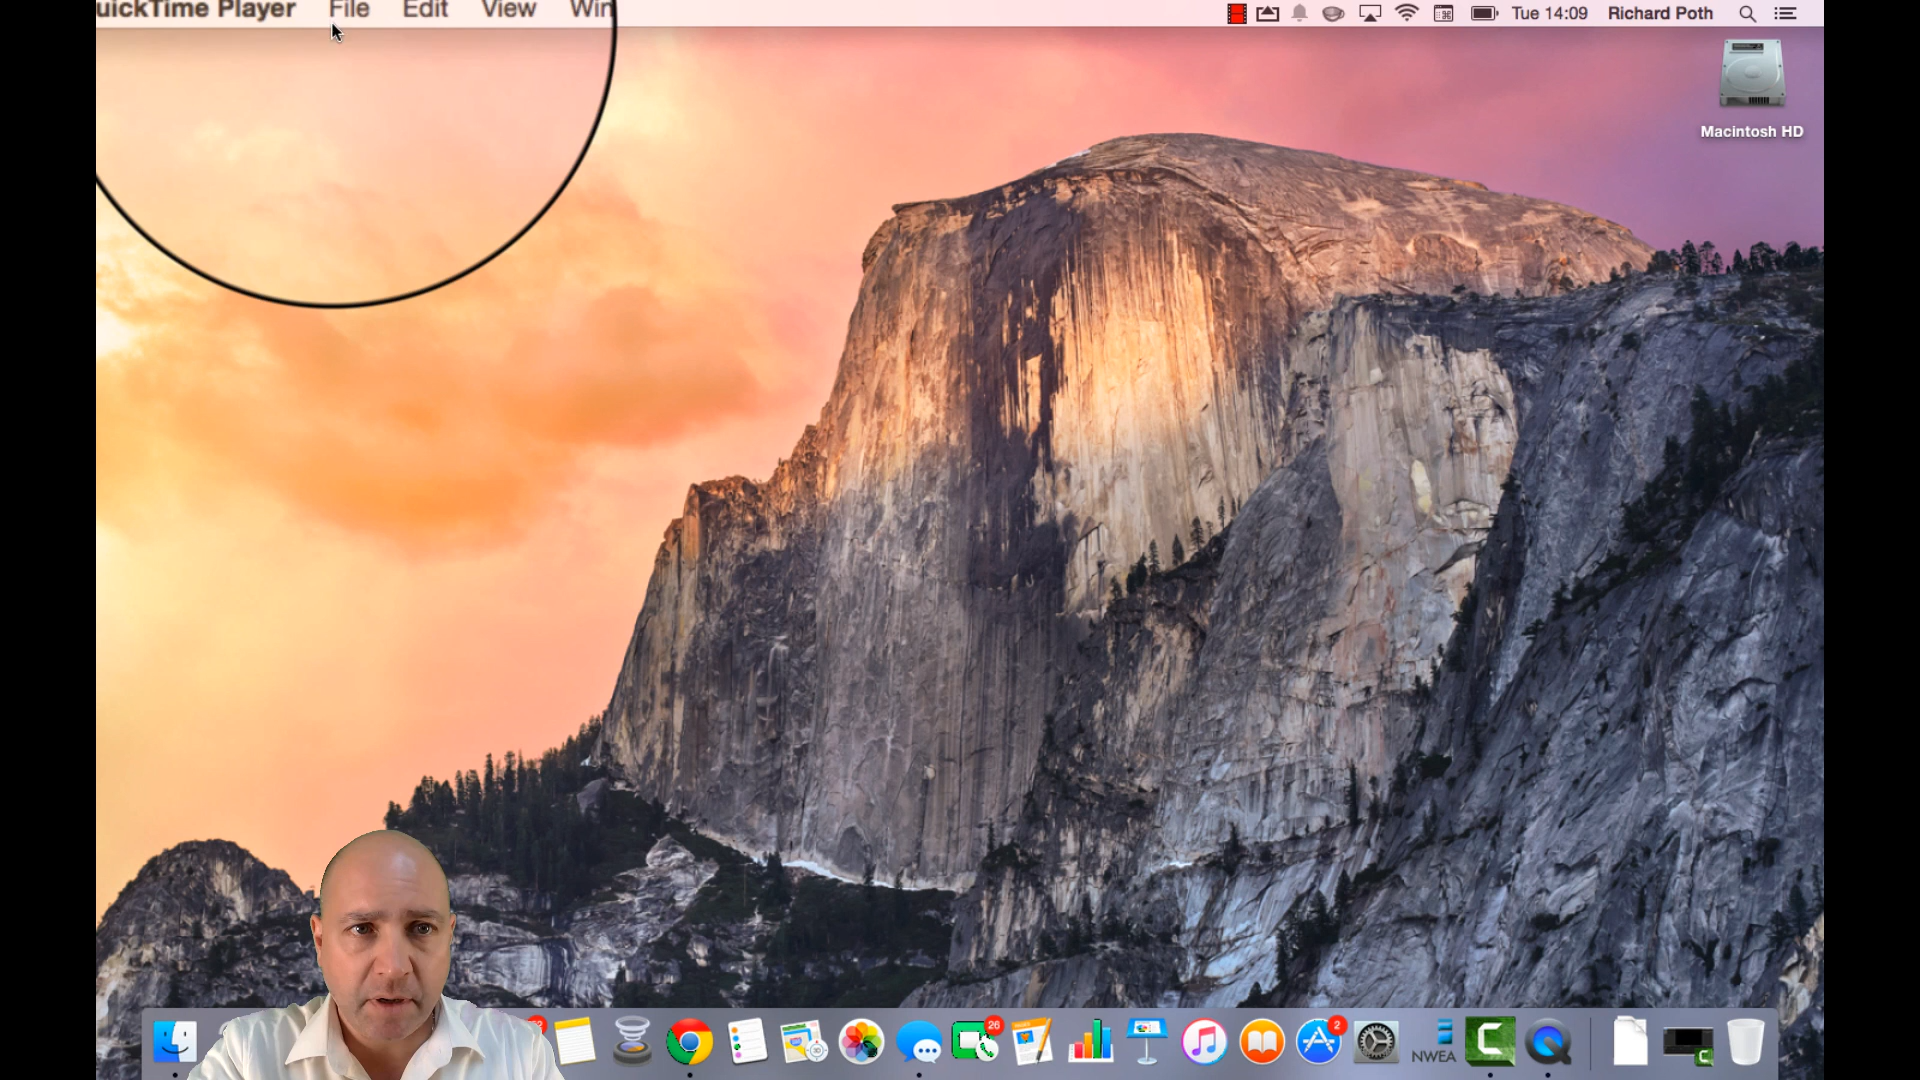 uickTime Player File Edit View Win
Tue 14:09 Richard Poth
Macintosh HD
26
2
NWEA